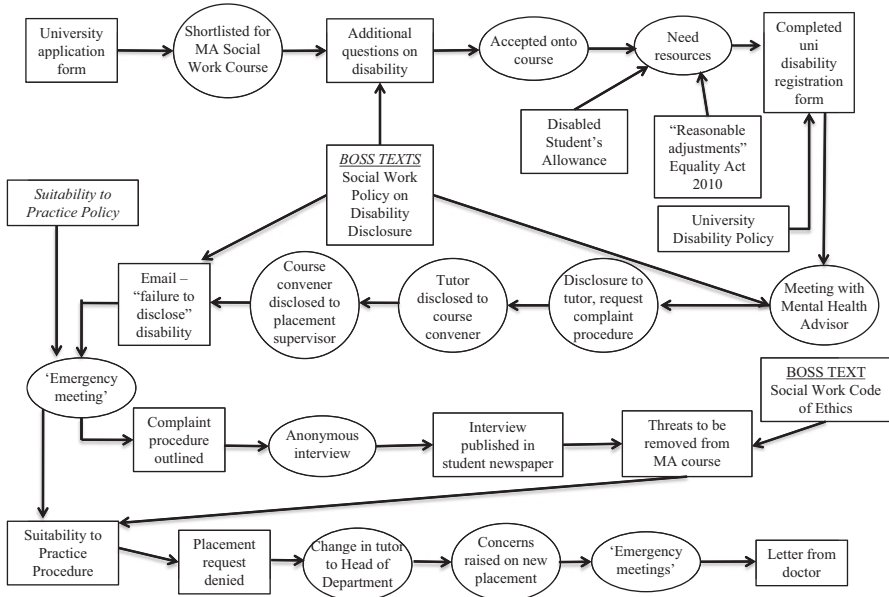 University
application
form
Shortlisted for
MA Social
Work Course
Additional
questions on
disability
Accepted onto
course
Need
resources
Completed
uni
disability
registration
form
Disabled
Student’s
Allowance
“Reasonable
adjustments”
Equality Act
2010
BOSS TEXTS
Social Work
Policy on
Disability
Disclosure
Suitability to
Practice Policy
University
Disability Policy
Email –
“failure to
disclose”
disability
Course
convener
disclosed to
placement
supervisor
Tutor
disclosed to
course
convener
Disclosure to
tutor, request
complaint
procedure
Meeting with
Mental Health
Advisor
‘Emergency
meeting’
BOSS TEXT
Social Work Code
of Ethics
Complaint
procedure
outlined
Anonymous
interview
Interview
published in
student newspaper
Threats to be
removed from
MA course
Suitability to
Practice
Procedure
Placement
request
denied
Change in tutor
to Head of
Department
Concerns
raised on new
placement
‘Emergency
meetings’
Letter from
doctor